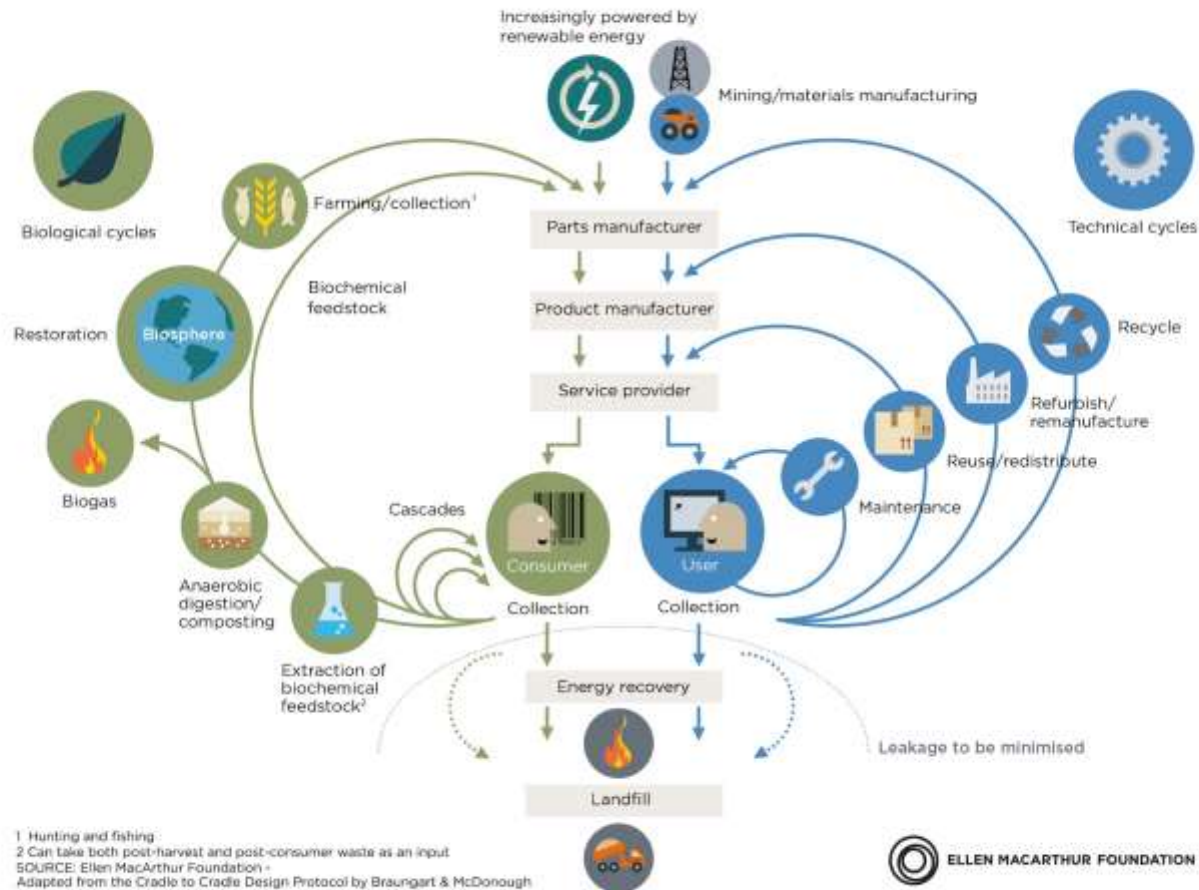 Increasingly powered by
renewable energy
Mining/materials manufacturing
Biological cycles
Farming/collection¹
Technical cycles
Parts manufacturer
Biochemical
feedstock
Product manufacturer
Restoration
Biosphere
Recycle
Service provider
Refurbish/
remanufacture
Reuse/redistribute
Biogas
Cascades
Maintenance
Consumer
User
Anaerobic
digestion/
composting
Collection
Collection
Extraction of
biochemical
feedstock²
Energy recovery
Leakage to be minimised
Landfill
1 Hunting and fishing
2 Can take both post-harvest and post-consumer waste as an input
SOURCE: Ellen MacArthur Foundation -
Adapted from the Cradle to Cradle Design Protocol by Braungart & McDonough
ELLEN MACARTHUR FOUNDATION